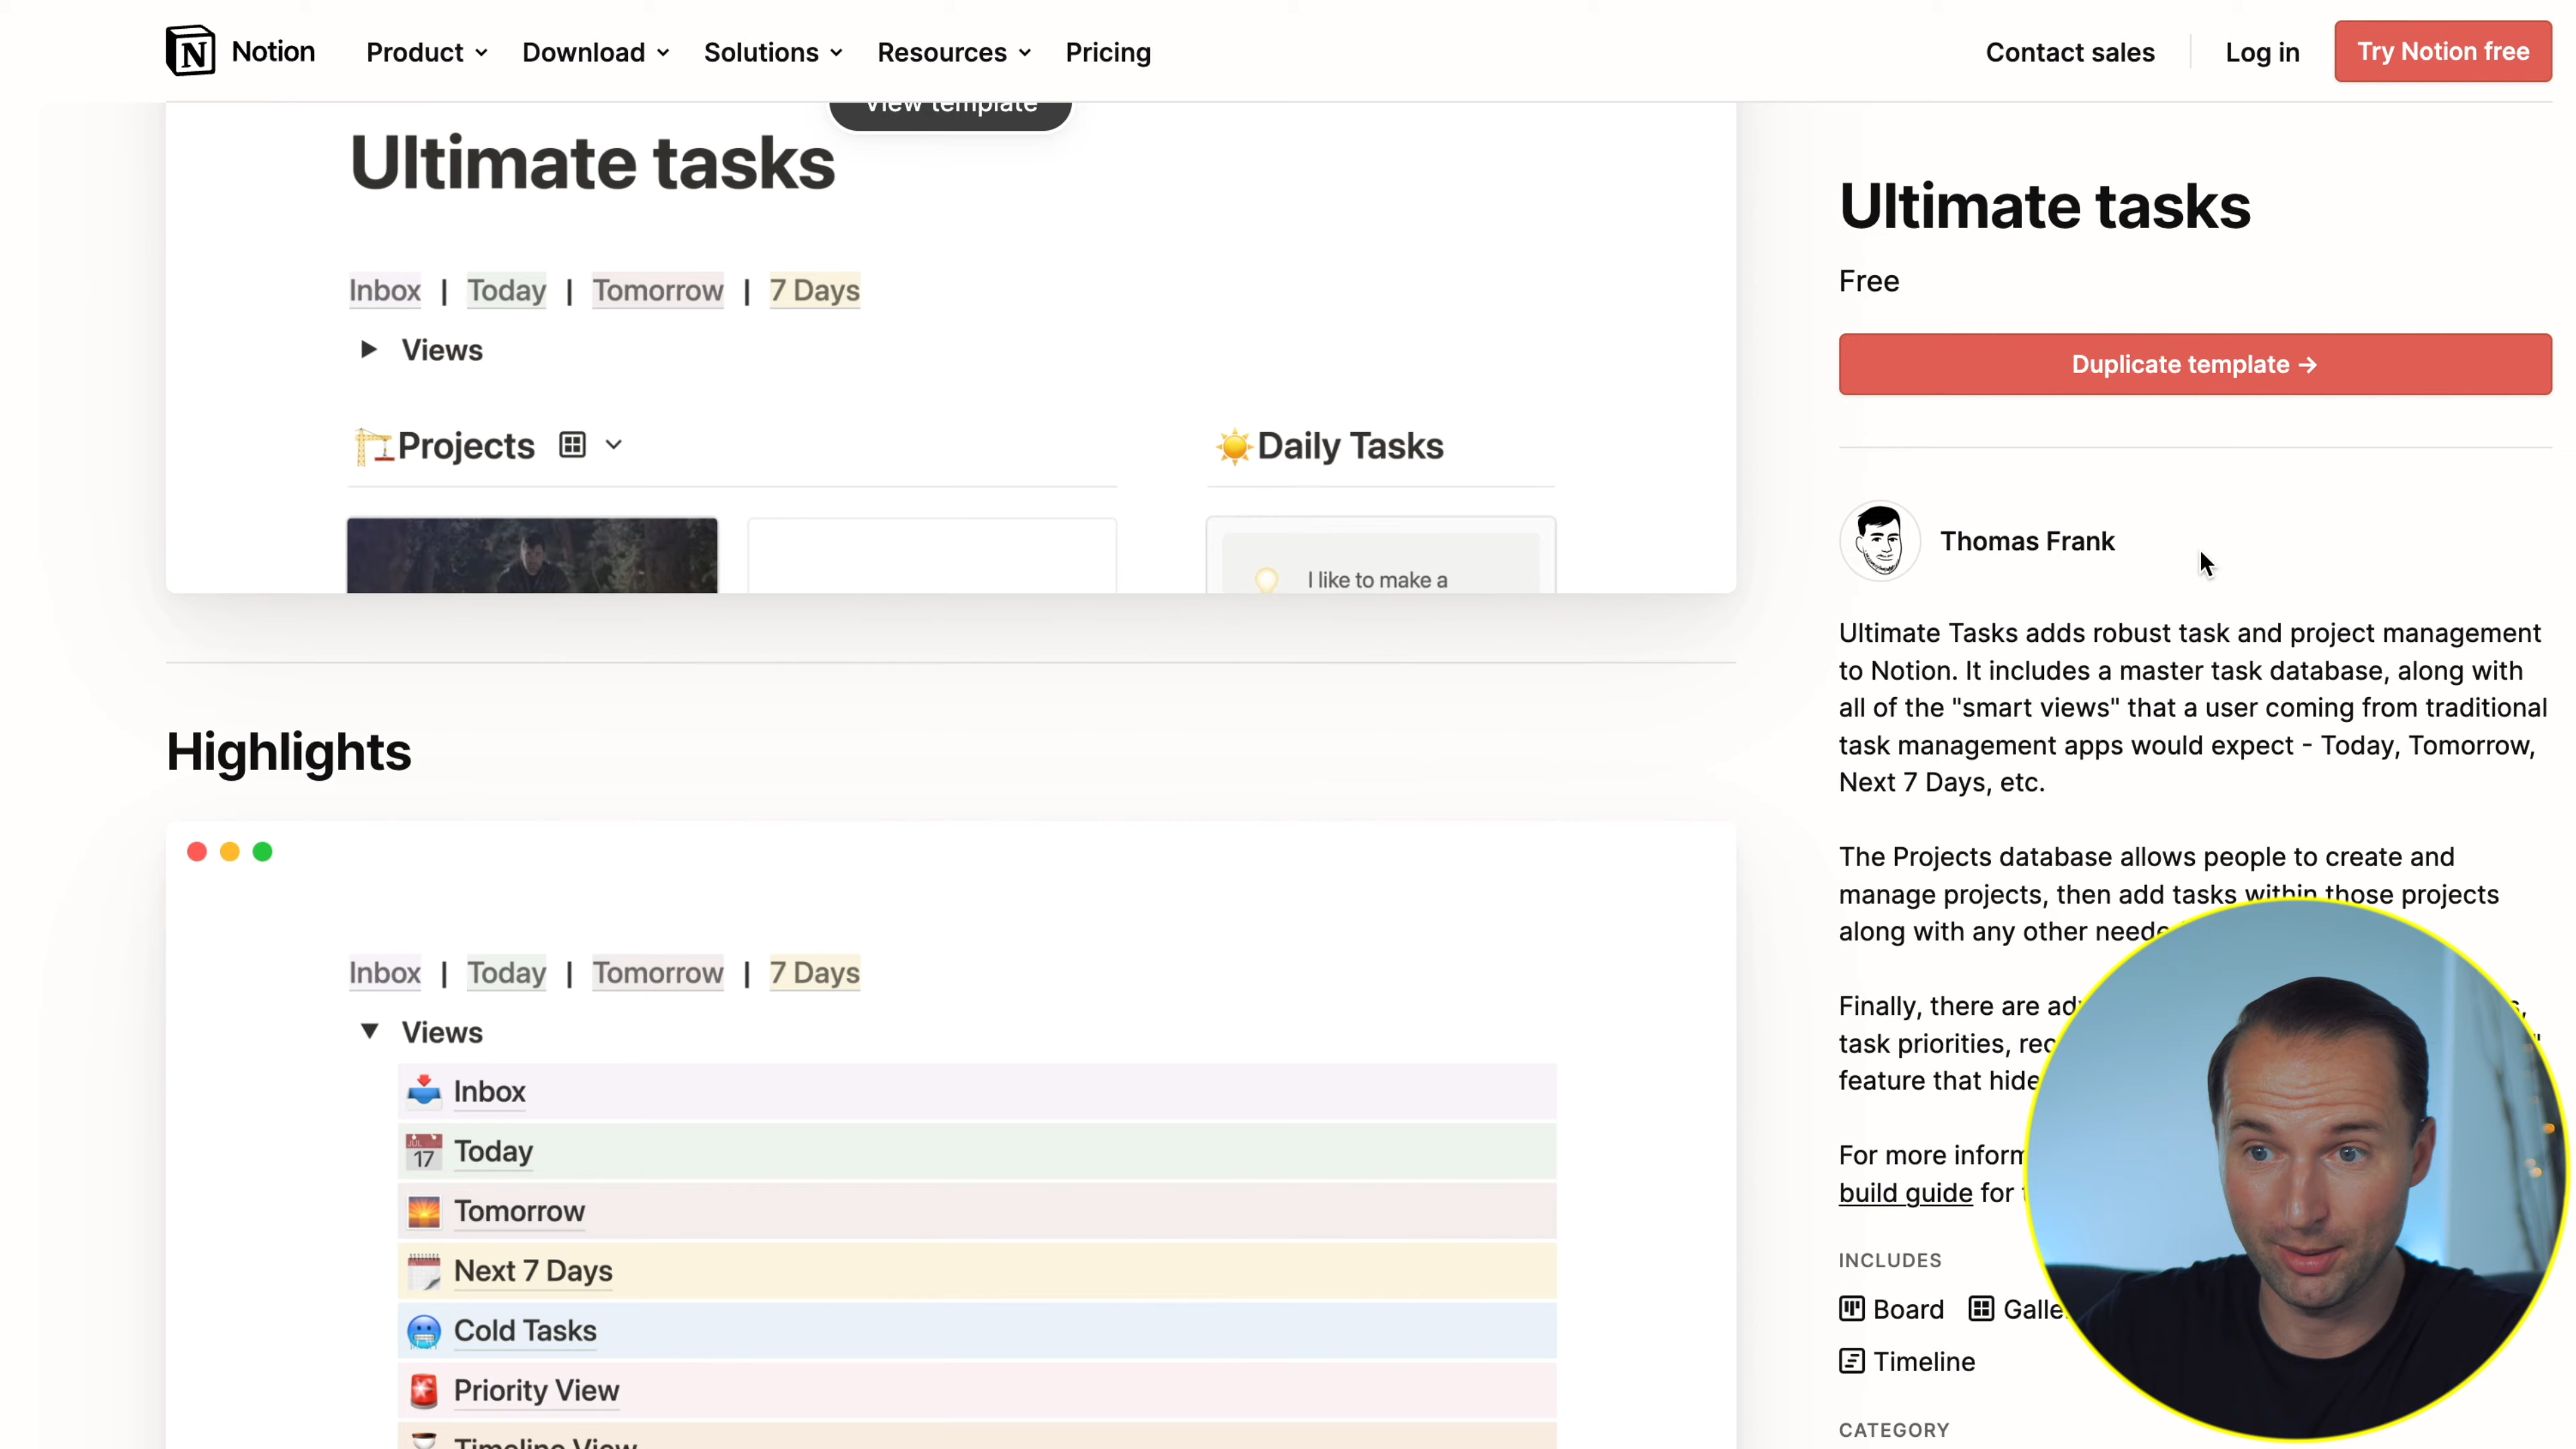 Notion Product Download Solutions Resources Pricing Contact sales Log in Try Notion free
View template
Ultimate tasks
Inbox | Today | Tomorrow | 7 Days
Views
Projects
Daily Tasks
I like to make a
Highlights
Inbox | Today | Tomorrow | 7 Days
Views
Inbox
JUL 17 Today
Tomorrow
Next 7 Days
Cold Tasks
Priority View
Timeline View
Ultimate tasks
Free
Duplicate template →
Thomas Frank
Ultimate Tasks adds robust task and project management
to Notion. It includes a master task database, along with
all of the "smart views" that a user coming from traditional
task management apps would expect - Today, Tomorrow,
Next 7 Days, etc.
The Projects database allows people to create and
manage projects, then add tasks within those projects
along with any other
Finally, there are
task priorities,
feature that
For more
build guide for
INCLUDES
Board
Timeline
CATEGORY